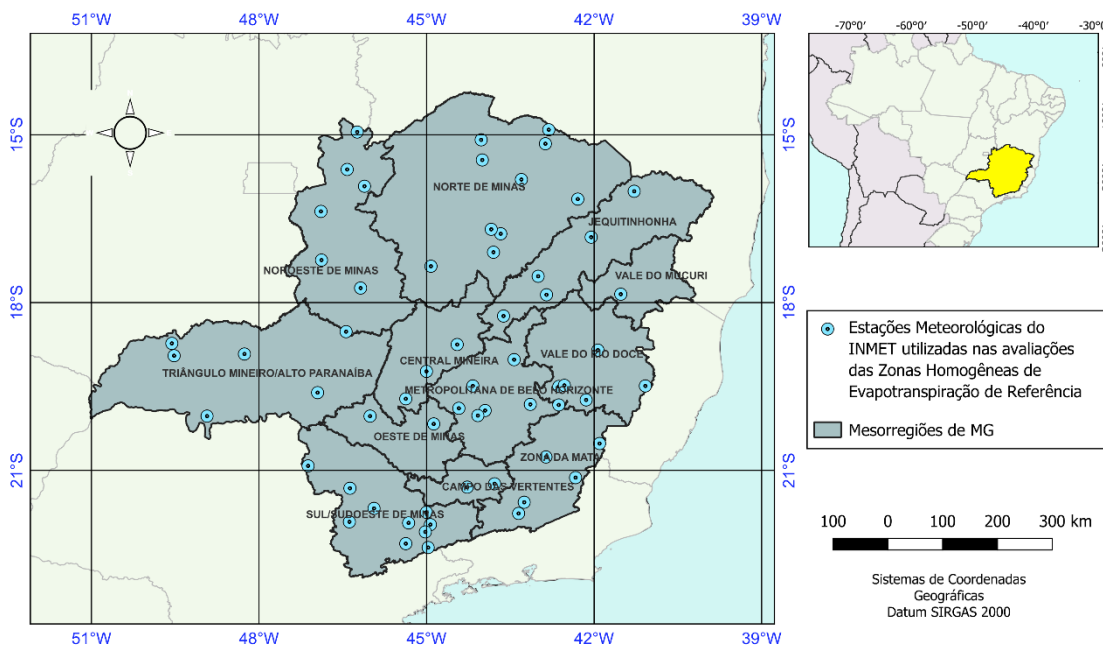 51°W 48°W 45°W 42°W 39°W
-70°0 -60°0 -50°0 -40°0 -30°0
15°S 15°S
NORTE DE MINAS
JEQUITINHONHA
NOROESTE DE MINAS
VALE DO MUCURI
18°S 18°S
CENTRAL MINEIRA
VALE DO RIO DOCE
TRIÂNGULO MINEIRO/ALTO PARANAÍBA
METROPOLITANA DE BELO HORIZONTE
OESTE DE MINAS
ZONA DA MATA
21°S 21°S
CAMPO DAS VERTENTES
SUL/SUDOESTE DE MINAS
51°W 48°W 45°W 42°W 39°W
Estações Meteorológicas do
INMET utilizadas nas avaliações
das Zonas Homogêneas de
Evapotranspiração de Referência
Mesorregiões de MG
100 0 100 200 300 km
Sistemas de Coordenadas
Geográficas
Datum SIRGAS 2000